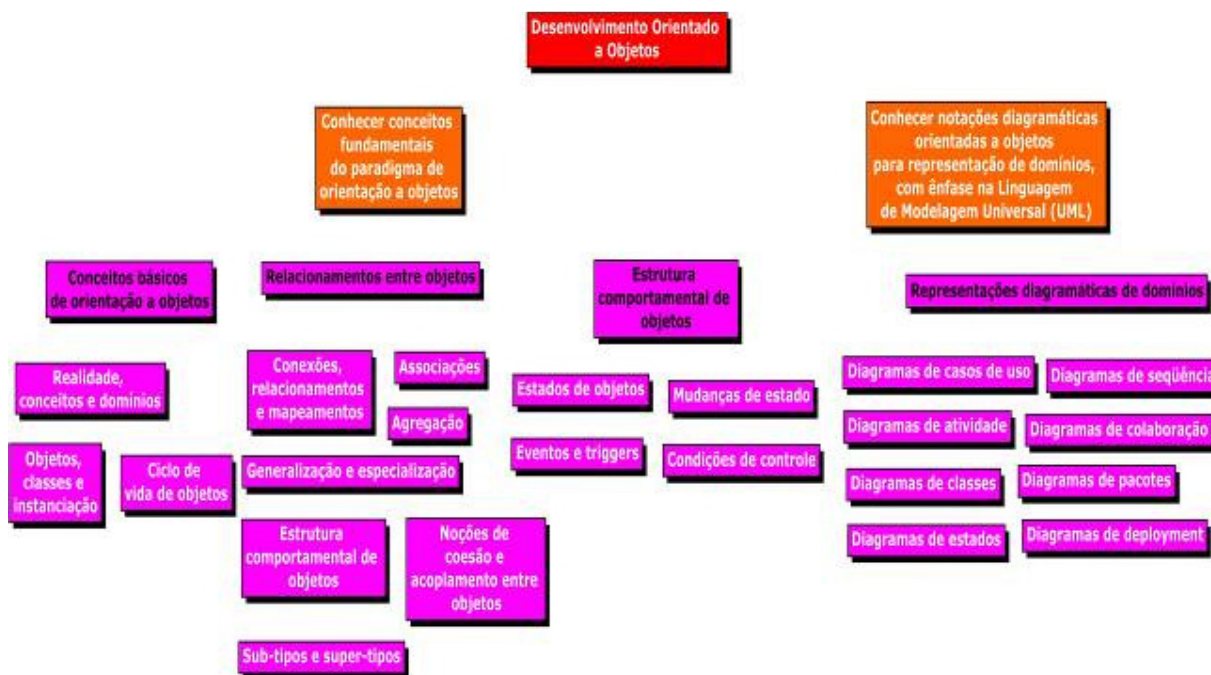 Desenvolvimento Orientado
a Objetos
Conhecer conceitos
fundamentais
do paradigma de
orientação a objetos
Conhecer notações diagramáticas
orientadas a objetos
para representação de domínios,
com ênfase na Linguagem
de Modelagem Universal (UML)
Conceitos básicos
de orientação a objetos
Relacionamentos entre objetos
Estrutura
comportamental de
objetos
Representações diagramáticas de domínios
Realidade,
conceitos e domínios
Objetos,
classes e
instanciação
Ciclo de
vida de objetos
Conexões,
relacionamentos
e mapeamentos
Associações
Agregação
Generalização e especialização
Estrutura
comportamental de
objetos
Noções de
coesão e
acoplamento entre
objetos
Sub-tipos e super-tipos
Estados de objetos
Mudanças de estado
Eventos e triggers
Condições de controle
Diagramas de casos de uso
Diagramas de seqüência
Diagramas de atividade
Diagramas de colaboração
Diagramas de classes
Diagramas de pacotes
Diagramas de estados
Diagramas de deployment